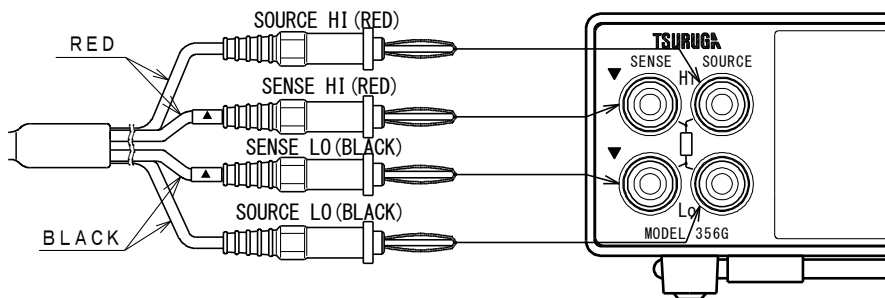 SOURCE HI(RED)
RED
SENSE HI(RED)
SENSE LO(BLACK)
SOURCE LO(BLACK)
BLACK
TSURUGA
SENSE SOURCE
Hi
Lo
MODEL 356G